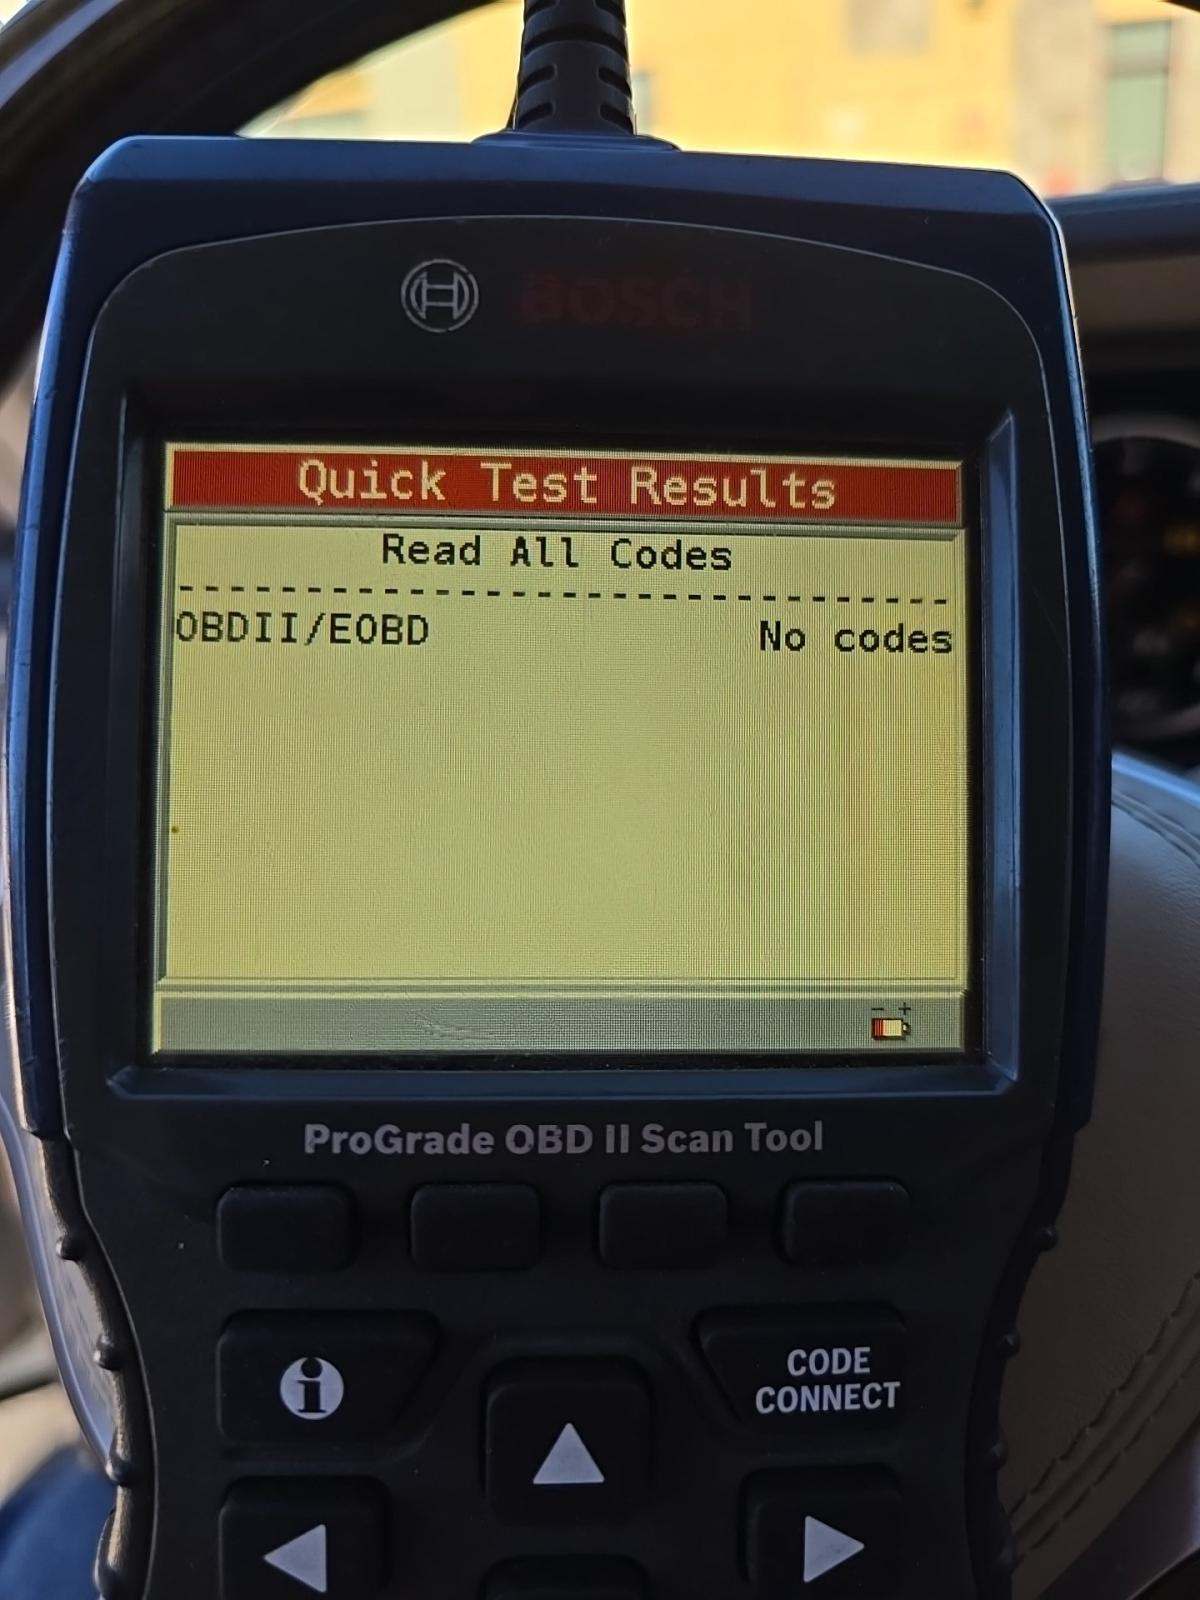 BOSCH
Quick Test Results
Read All Codes
--------------------------------
OBDII/EOBD No codes
- +
ProGrade OBD II Scan Tool
i
CODE
CONNECT